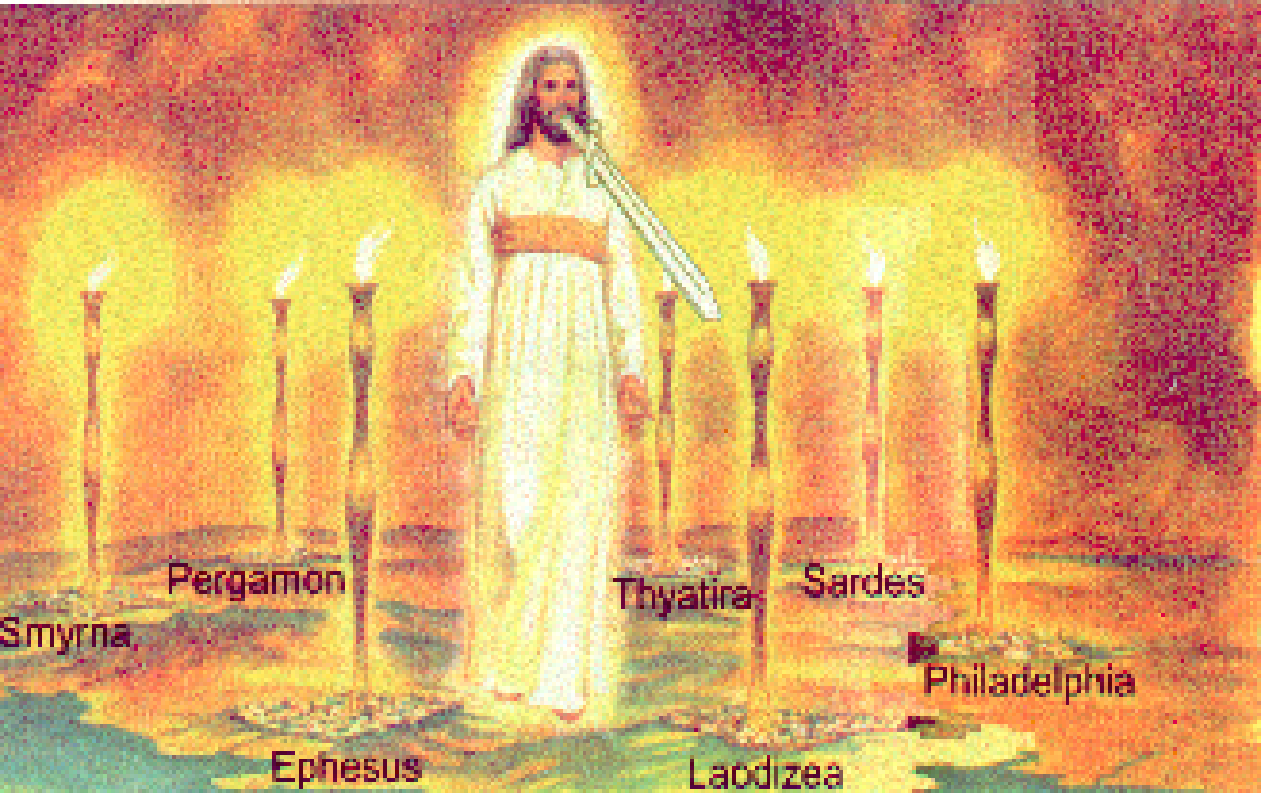 Pergamon
Thyatira
Sardes
Smyrna
Philadelphia
Ephesus
Laodizea